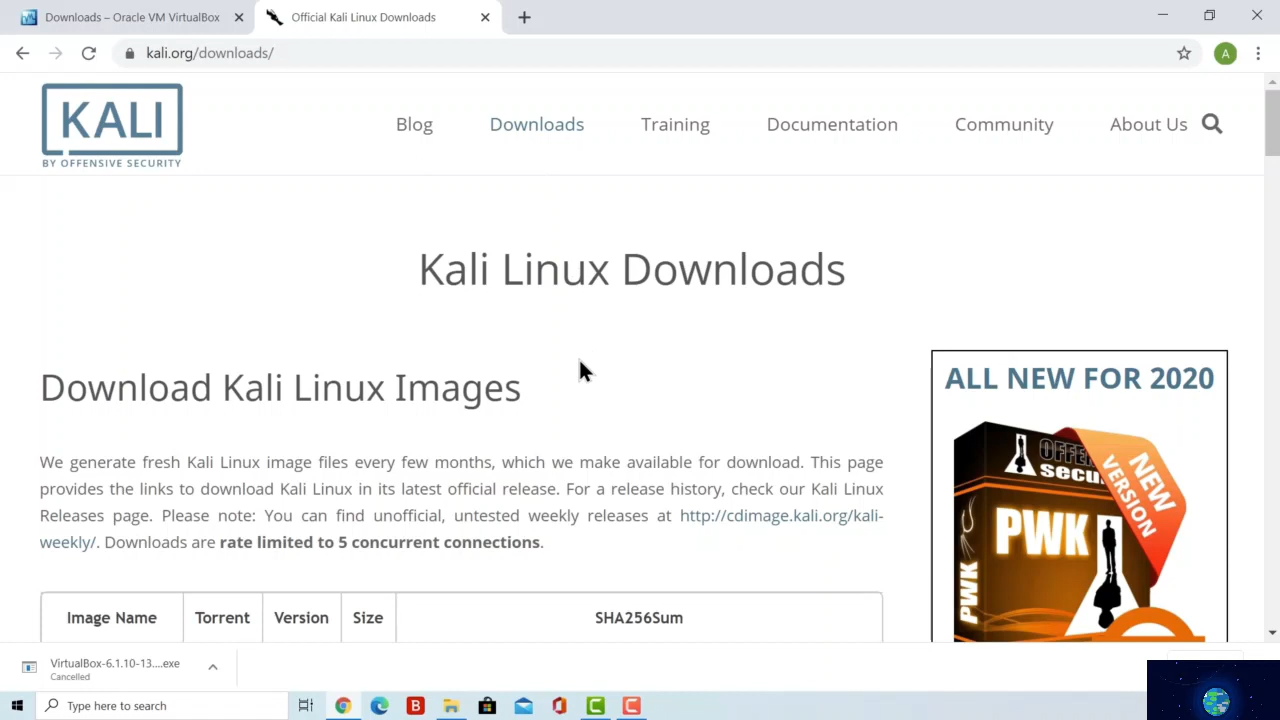 Downloads – Oracle VM VirtualBox
Official Kali Linux Downloads
kali.org/downloads/
A
KALI
BY OFFENSIVE SECURITY
Blog
Downloads
Training
Documentation
Community
About Us
Kali Linux Downloads
Download Kali Linux Images
We generate fresh Kali Linux image files every few months, which we make available for download. This page
provides the links to download Kali Linux in its latest official release. For a release history, check our Kali Linux
Releases page. Please note: You can find unofficial, untested weekly releases at http://cdimage.kali.org/kali-
weekly/. Downloads are rate limited to 5 concurrent connections.
Image Name
Torrent
Version
Size
SHA256Sum
ALL NEW FOR 2020
NEW
VERSION
PWK
PWK
VirtualBox-6.1.10-13....exe
Cancelled
Type here to search